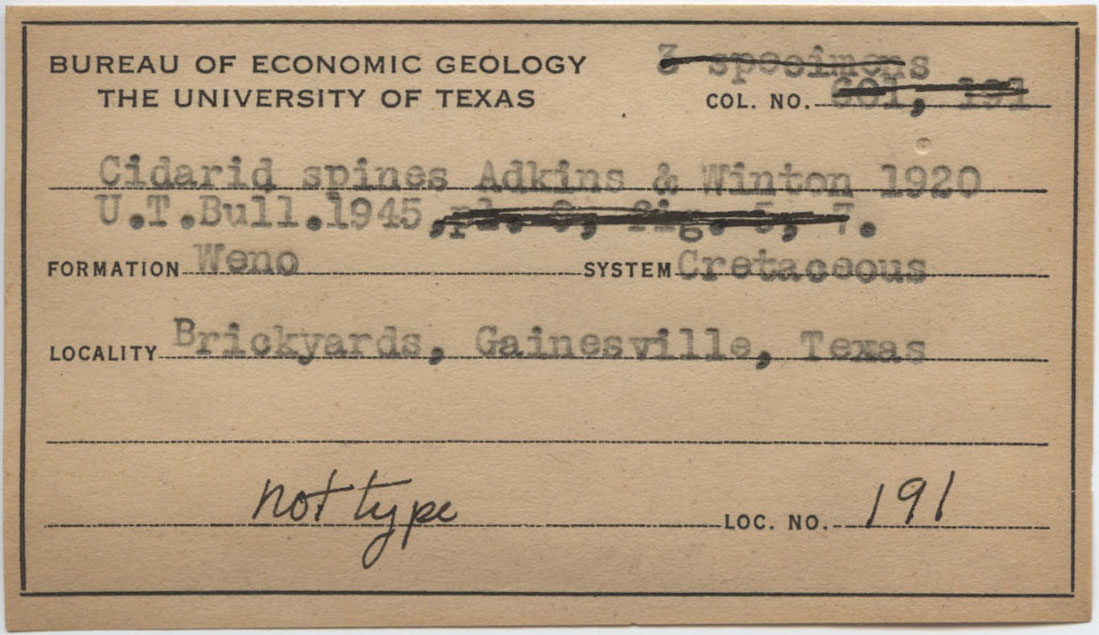 BUREAU OF ECONOMIC GEOLOGY
THE UNIVERSITY OF TEXAS
3 specimens
COL. NO. 601, 191
Cidarid spines Adkins & Winton 1920
U.T.Bull.1945,pl. 8, fig. 5, 7.
FORMATION Weno SYSTEM Cretaceous
LOCALITY Brickyards, Gainesville, Texas
not type LOC. NO. 191